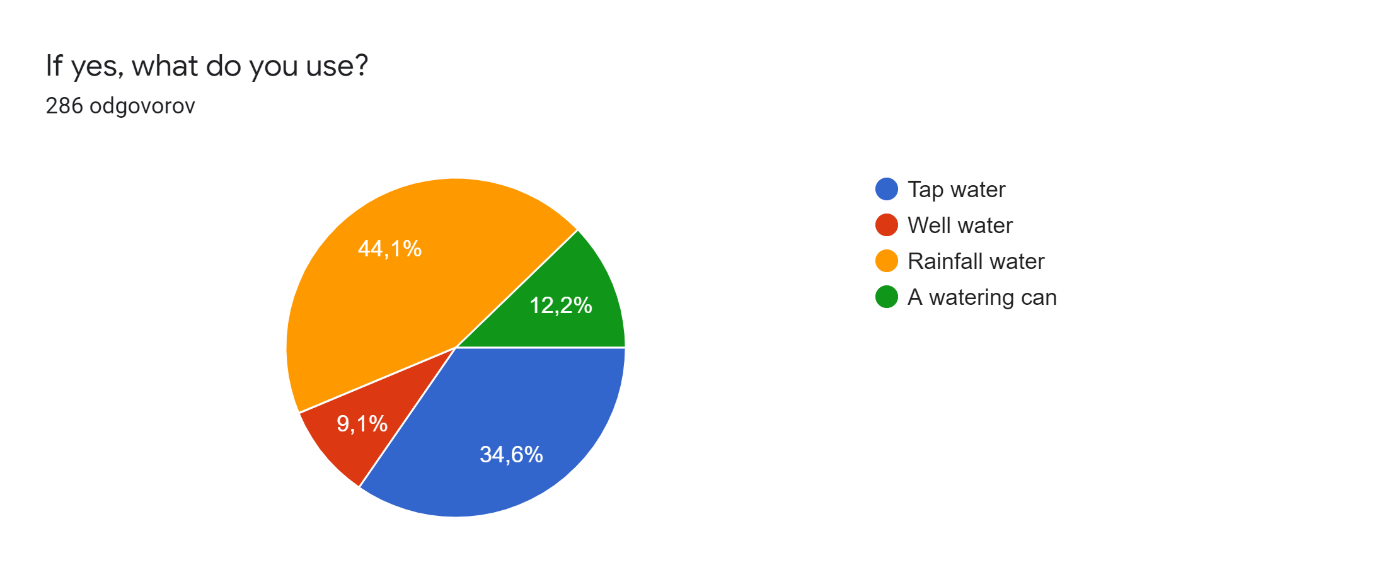 If yes, what do you use?
286 odgovorov
Tap water
Well water
Rainfall water
A watering can
44,1%
12,2%
9,1%
34,6%